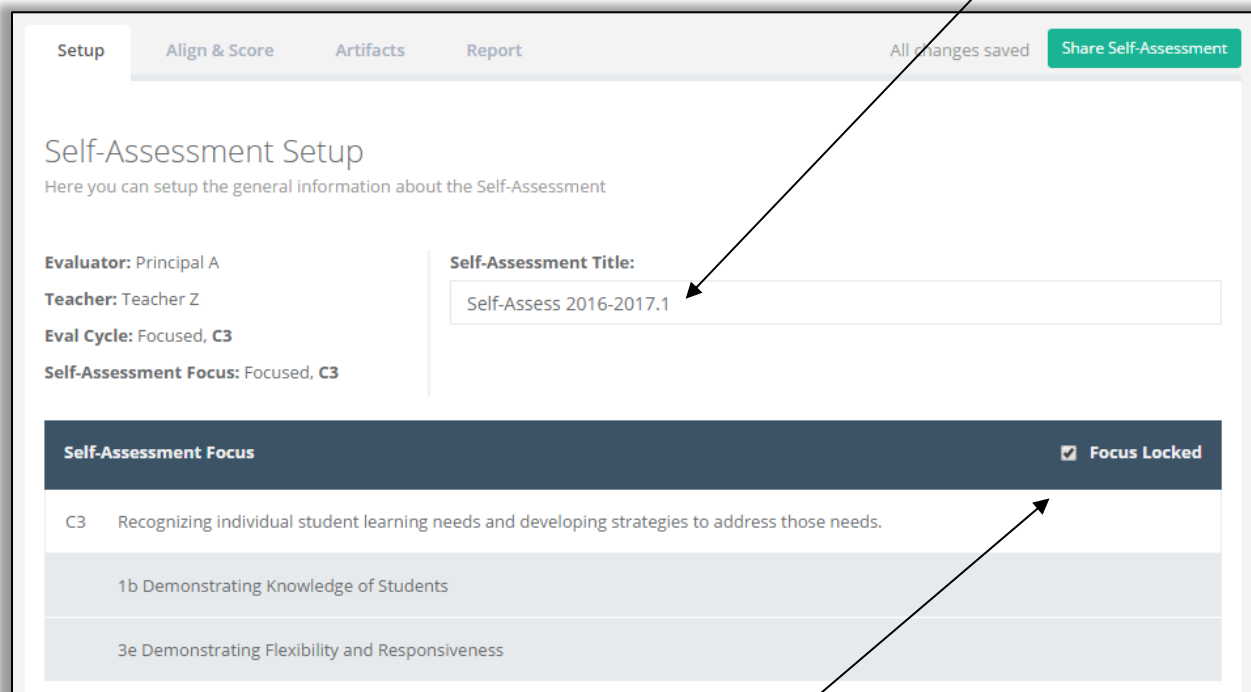 Setup Align & Score Artifacts Report All changes saved Share Self-Assessment
Self-Assessment Setup
Here you can setup the general information about the Self-Assessment
Evaluator: Principal A
Teacher: Teacher Z
Eval Cycle: Focused, C3
Self-Assessment Focus: Focused, C3
Self-Assessment Title:
Self-Assess 2016-2017.1
Self-Assessment Focus Focus Locked
C3 Recognizing individual student learning needs and developing strategies to address those needs.
1b Demonstrating Knowledge of Students
3e Demonstrating Flexibility and Responsiveness